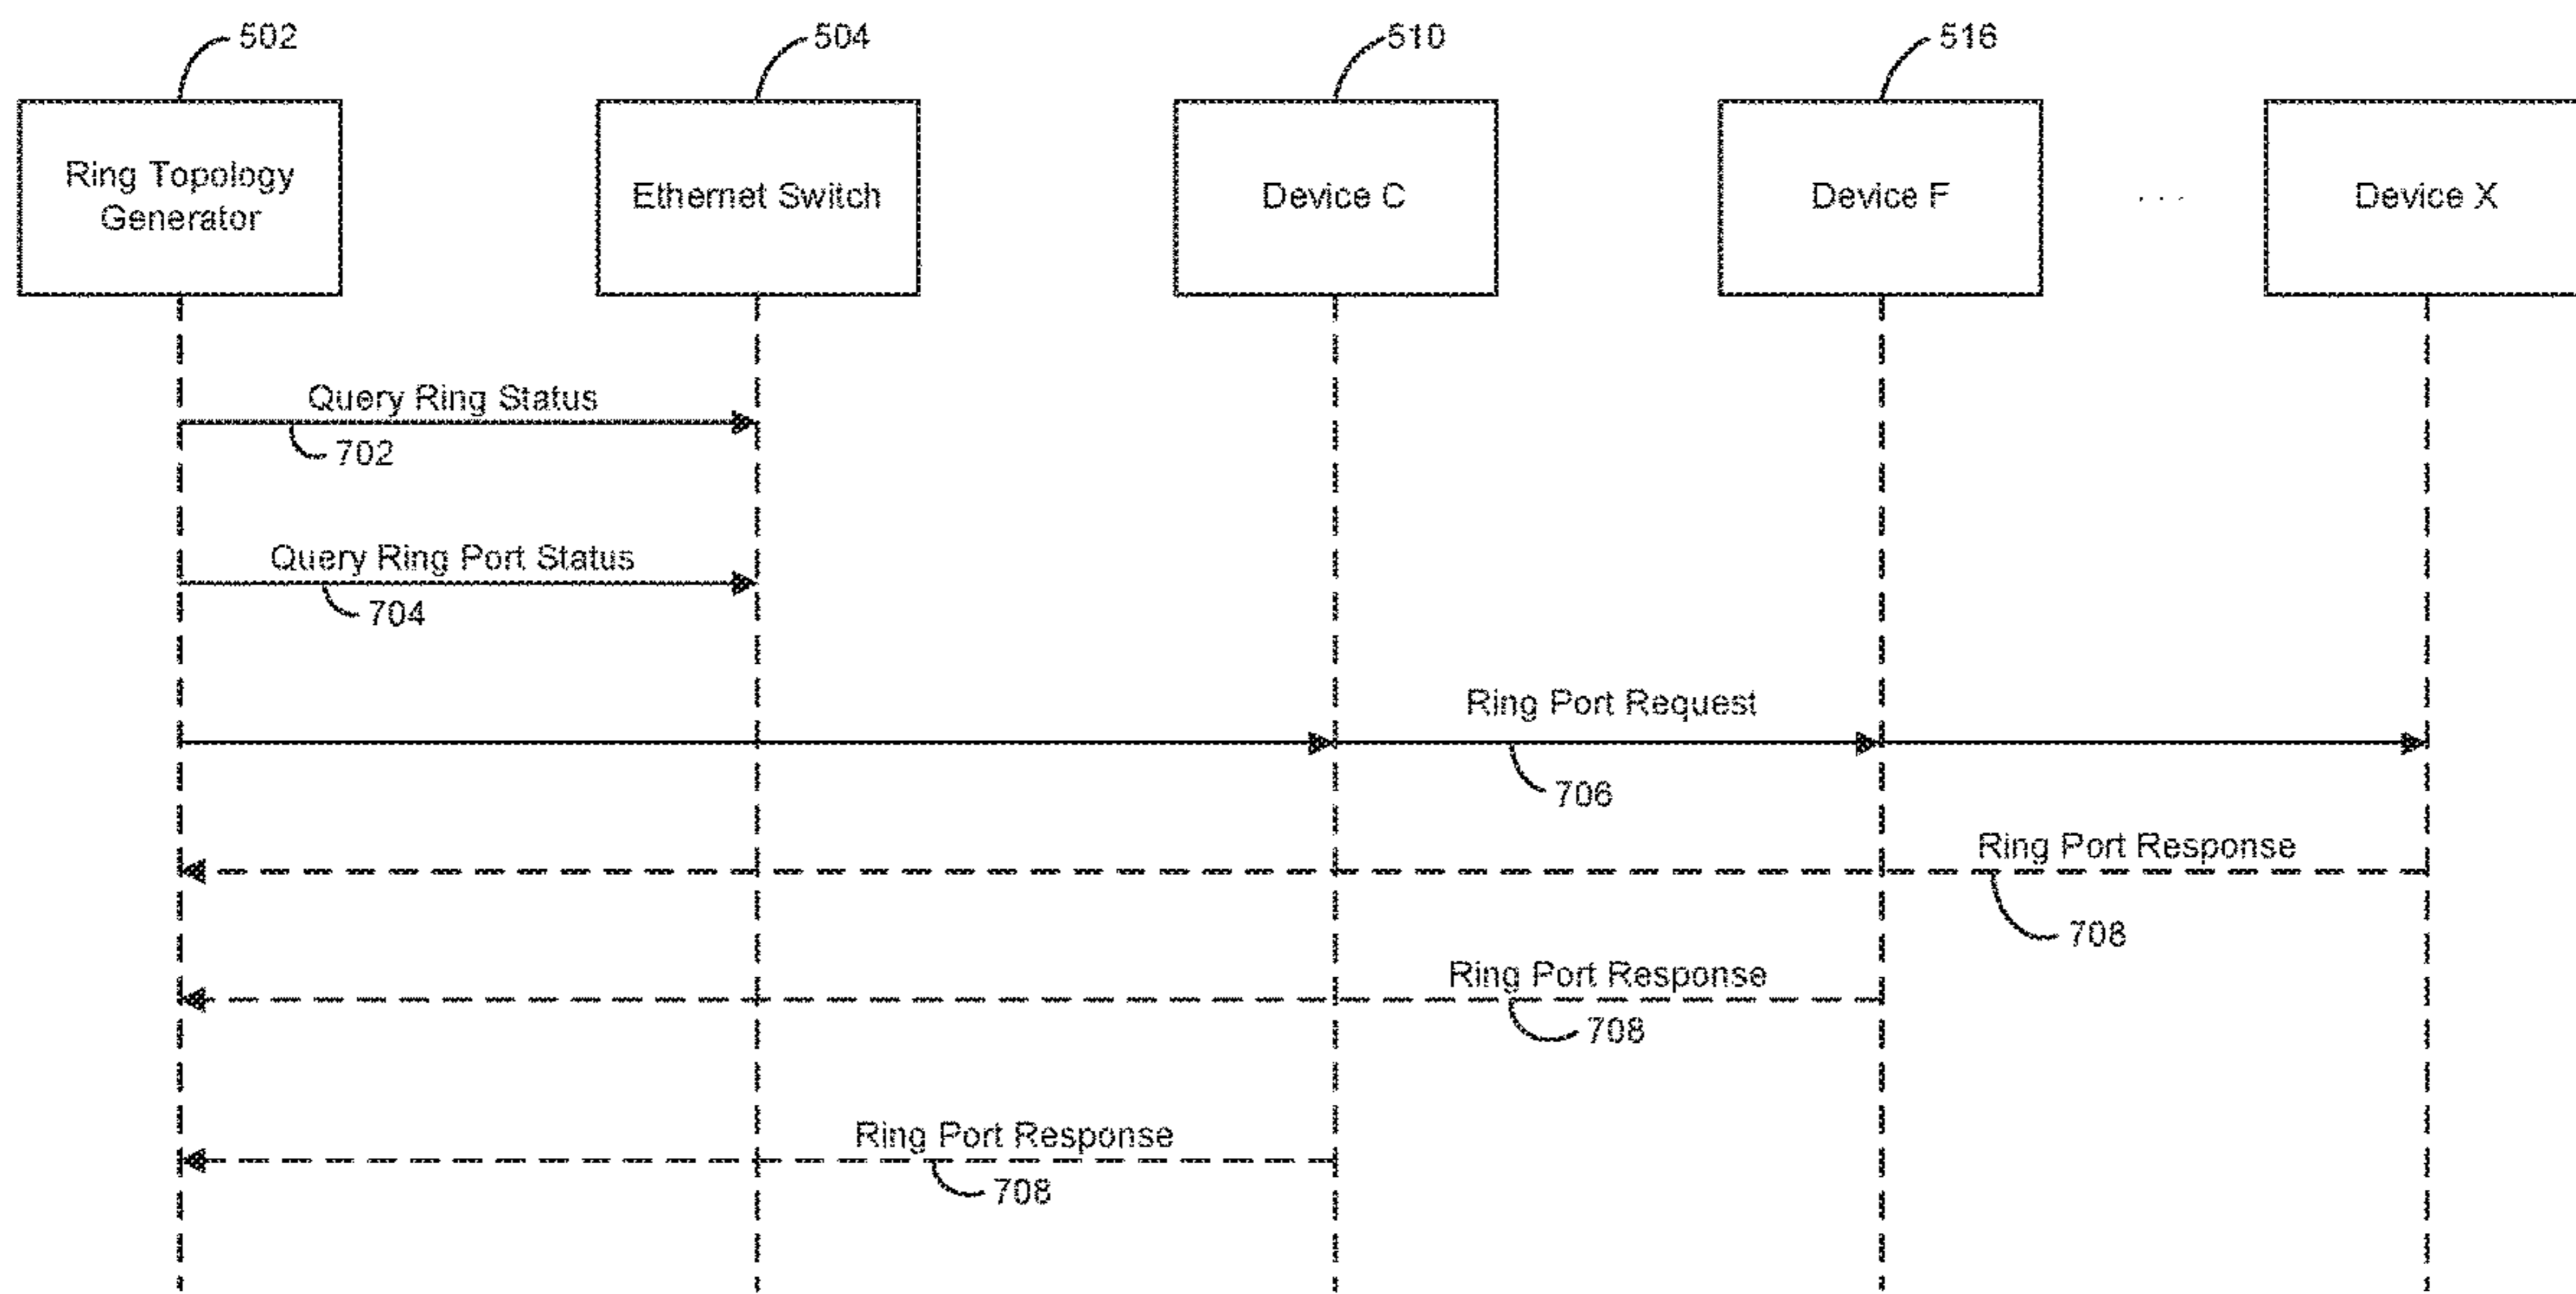 502
504
510
516
Ring Topology
Generator
Ethernet Switch
Device C
Device F
. . .
Device X
Query Ring Status
702
Query Ring Port Status
704
Ring Port Request
706
Ring Port Response
708
Ring Port Response
708
Ring Port Response
708